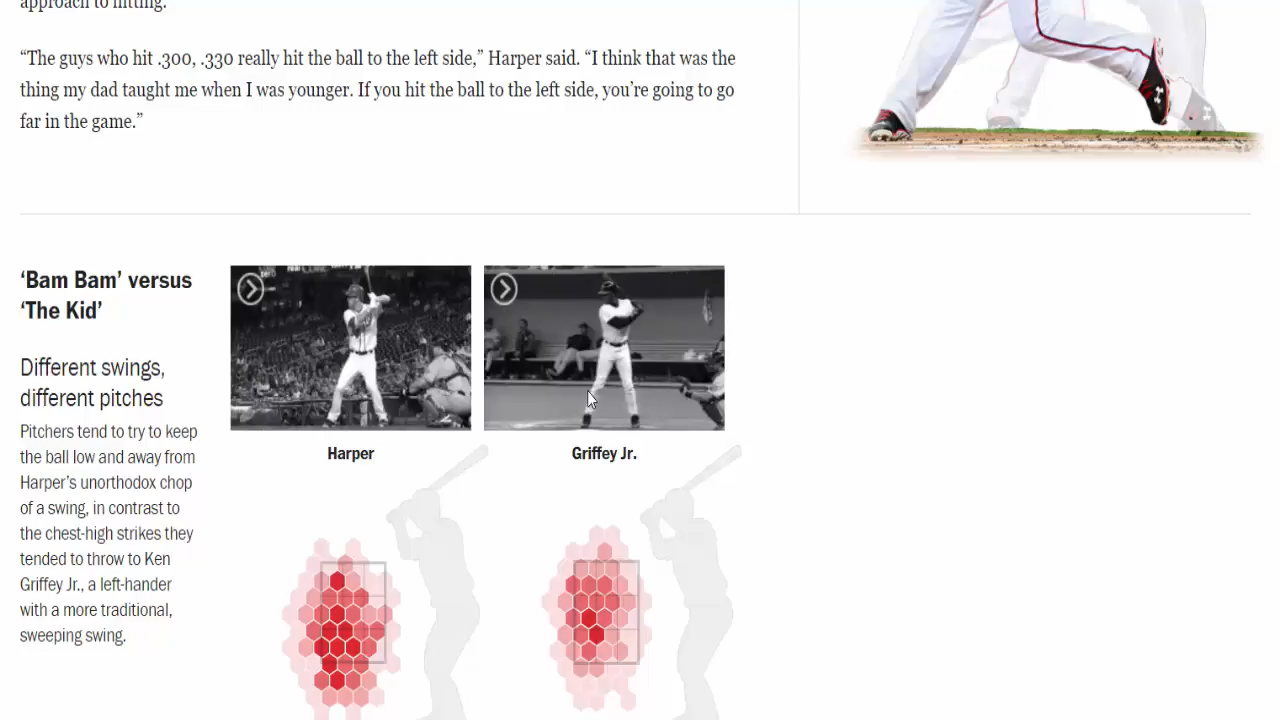 approach to hitting.
“The guys who hit .300, .330 really hit the ball to the left side,” Harper said. “I think that was the
thing my dad taught me when I was younger. If you hit the ball to the left side, you’re going to go
far in the game.”
‘Bam Bam’ versus
‘The Kid’
Different swings,
different pitches
Pitchers tend to try to keep
the ball low and away from
Harper’s unorthodox chop
of a swing, in contrast to
the chest-high strikes they
tended to throw to Ken
Griffey Jr., a left-hander
with a more traditional,
sweeping swing.
Harper
Griffey Jr.